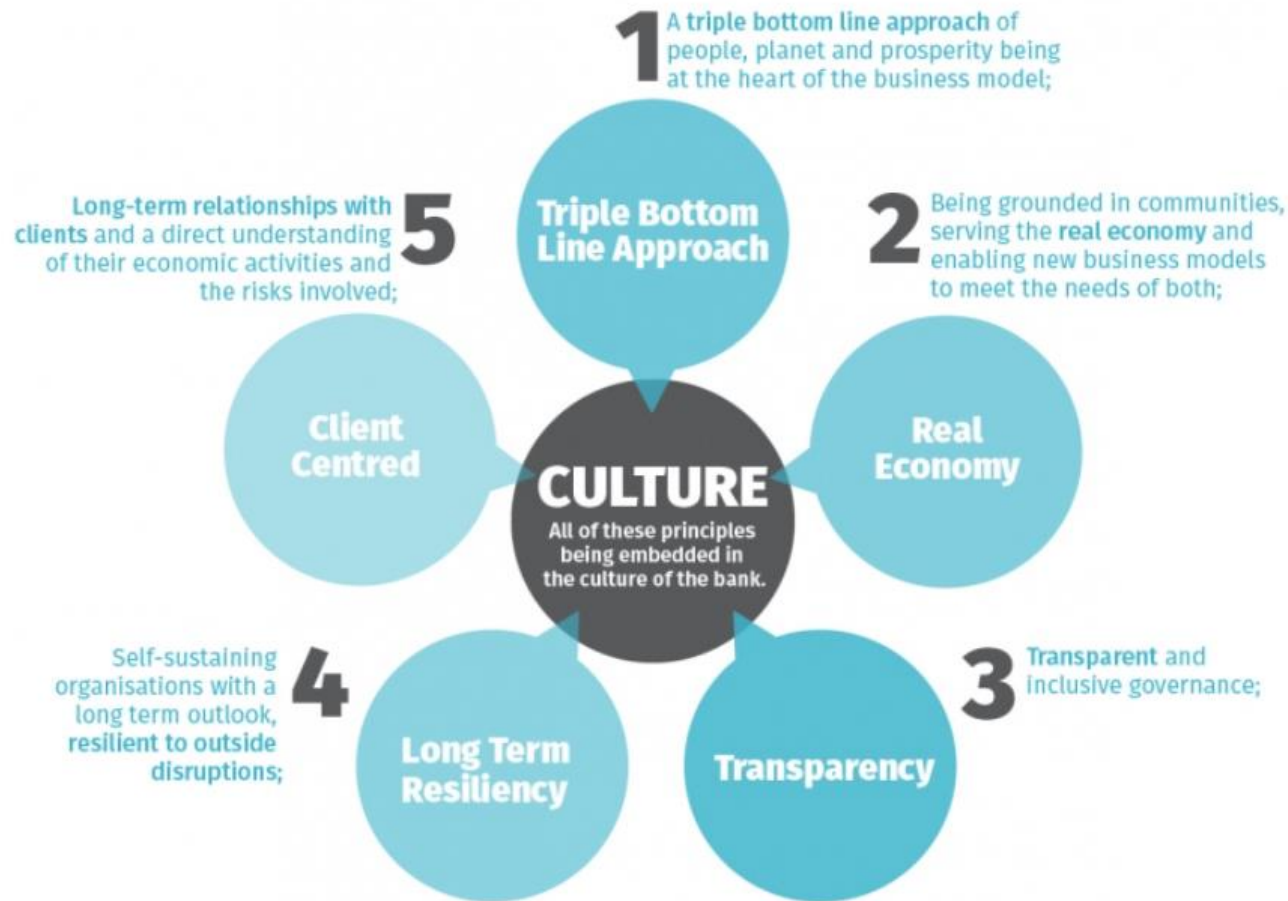 1
A triple bottom line approach of
people, planet and prosperity being
at the heart of the business model;
Triple Bottom
Line Approach
2
Being grounded in communities,
serving the real economy and
enabling new business models
to meet the needs of both;
Real
Economy
3
Transparent and
inclusive governance;
Transparency
4
Self-sustaining
organisations with a
long term outlook,
resilient to outside
disruptions;
Long Term
Resiliency
5
Long-term relationships with
clients and a direct understanding
of their economic activities and
the risks involved;
Client
Centred
CULTURE
All of these principles
being embedded in
the culture of the bank.